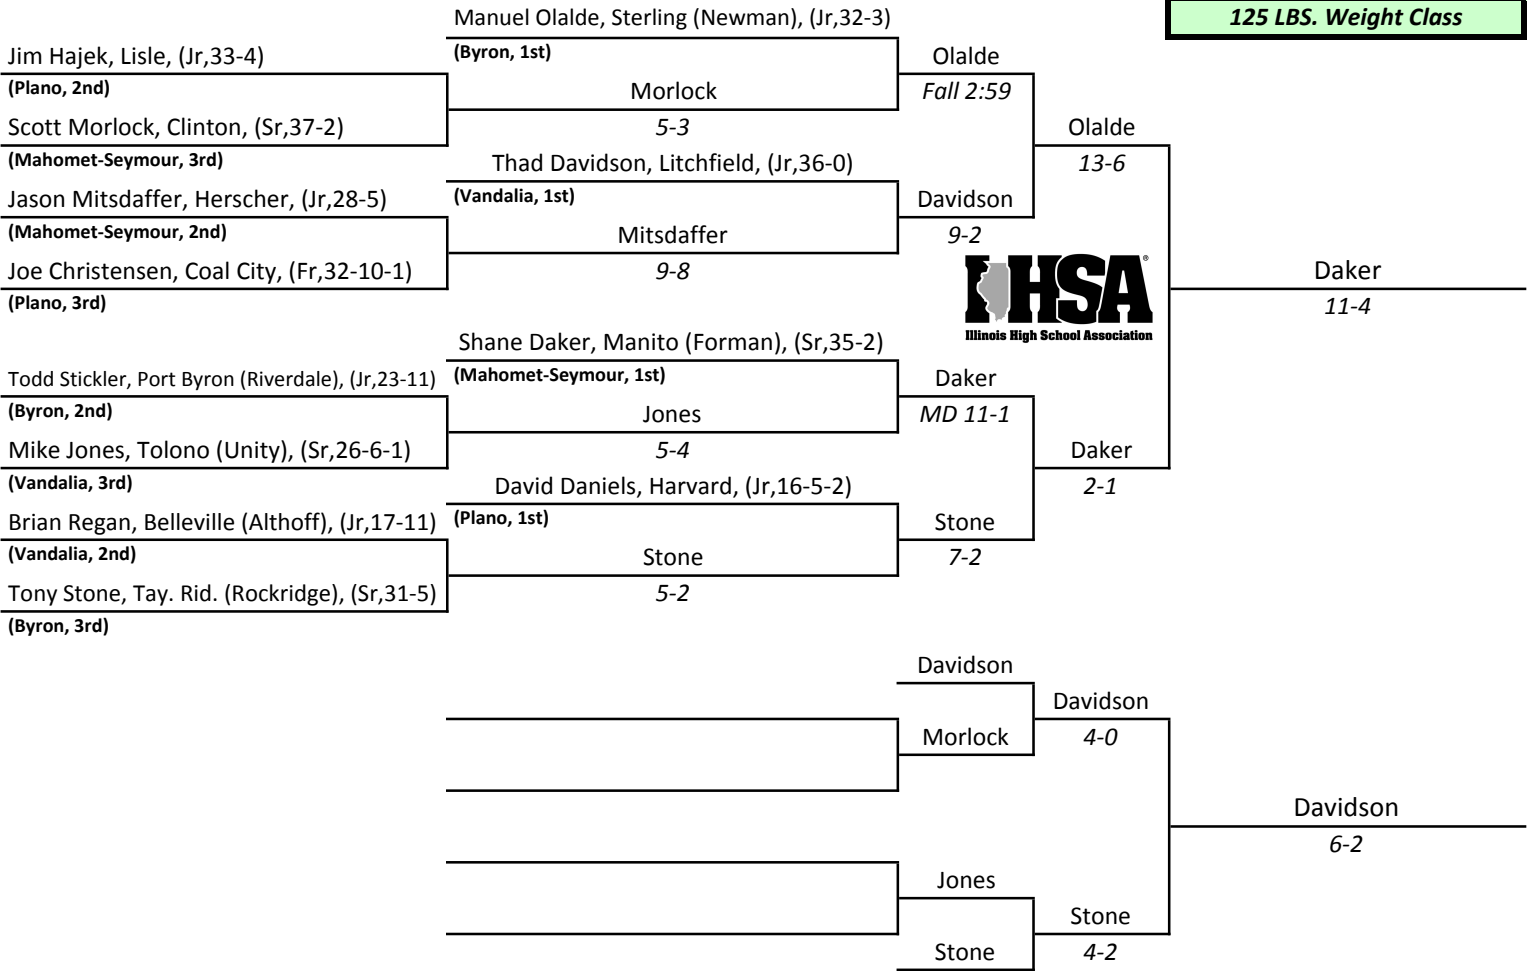 125 LBS. Weight Class
Manuel Olalde, Sterling (Newman), (Jr,32-3)
(Byron, 1st)
Jim Hajek, Lisle, (Jr,33-4)
(Plano, 2nd)
Scott Morlock, Clinton, (Sr,37-2)
(Mahomet-Seymour, 3rd)
Morlock
5-3
Olalde
Fall 2:59
Thad Davidson, Litchfield, (Jr,36-0)
(Vandalia, 1st)
Jason Mitsdaffer, Herscher, (Jr,28-5)
(Mahomet-Seymour, 2nd)
Joe Christensen, Coal City, (Fr,32-10-1)
(Plano, 3rd)
Mitsdaffer
9-8
Davidson
9-2
Olalde
13-6
IHSA
®
Illinois High School Association
Daker
11-4
Shane Daker, Manito (Forman), (Sr,35-2)
(Mahomet-Seymour, 1st)
Todd Stickler, Port Byron (Riverdale), (Jr,23-11)
(Byron, 2nd)
Mike Jones, Tolono (Unity), (Sr,26-6-1)
(Vandalia, 3rd)
Jones
5-4
Daker
MD 11-1
David Daniels, Harvard, (Jr,16-5-2)
(Plano, 1st)
Brian Regan, Belleville (Althoff), (Jr,17-11)
(Vandalia, 2nd)
Tony Stone, Tay. Rid. (Rockridge), (Sr,31-5)
(Byron, 3rd)
Stone
5-2
Stone
7-2
Daker
2-1
Davidson
Morlock
Davidson
4-0
Jones
Stone
Stone
4-2
Davidson
6-2